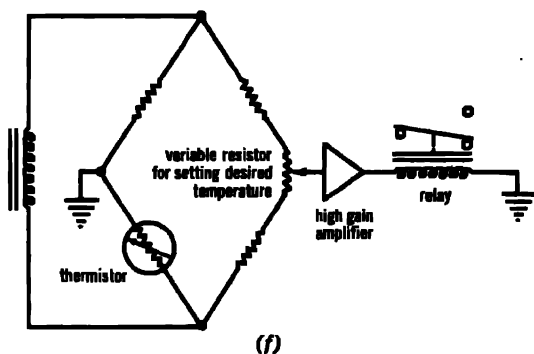 variable resistor
for setting desired
temperature
high gain
amplifier
relay
thermistor
(f)